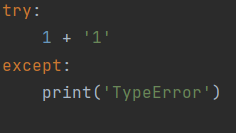 try:
    1 + '1'
except:
    print('TypeError')